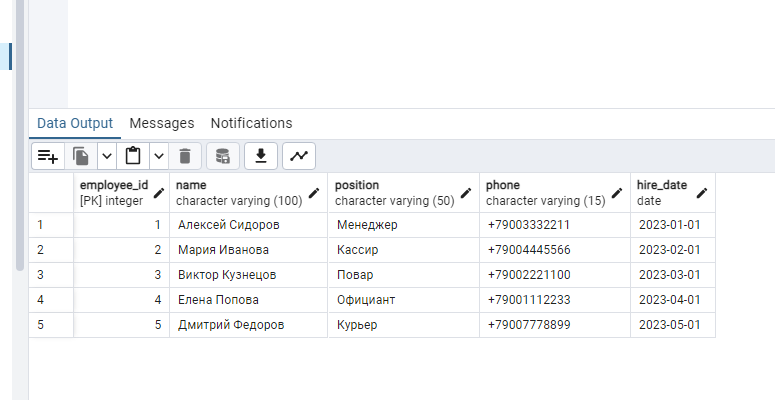 Data Output Messages Notifications
employee_id name position phone hire_date
[PK] integer character varying (100) character varying (50) character varying (15) date
1 1 Алексей Сидоров Менеджер +79003332211 2023-01-01
2 2 Мария Иванова Кассир +79004445566 2023-02-01
3 3 Виктор Кузнецов Повар +79002221100 2023-03-01
4 4 Елена Попова Официант +79001112233 2023-04-01
5 5 Дмитрий Федоров Курьер +79007778899 2023-05-01